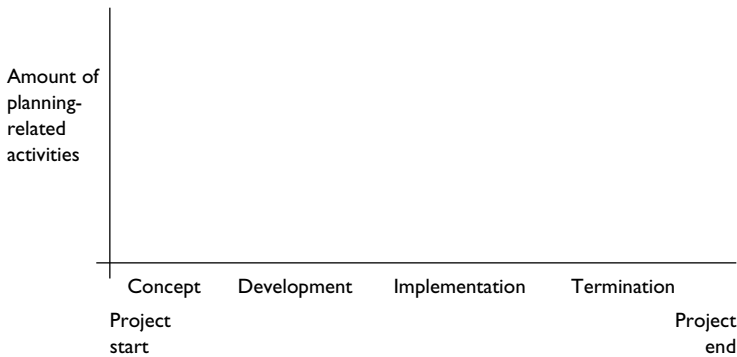 Amount of
planning-
related
activities
Concept Development Implementation Termination
Project Project
start end